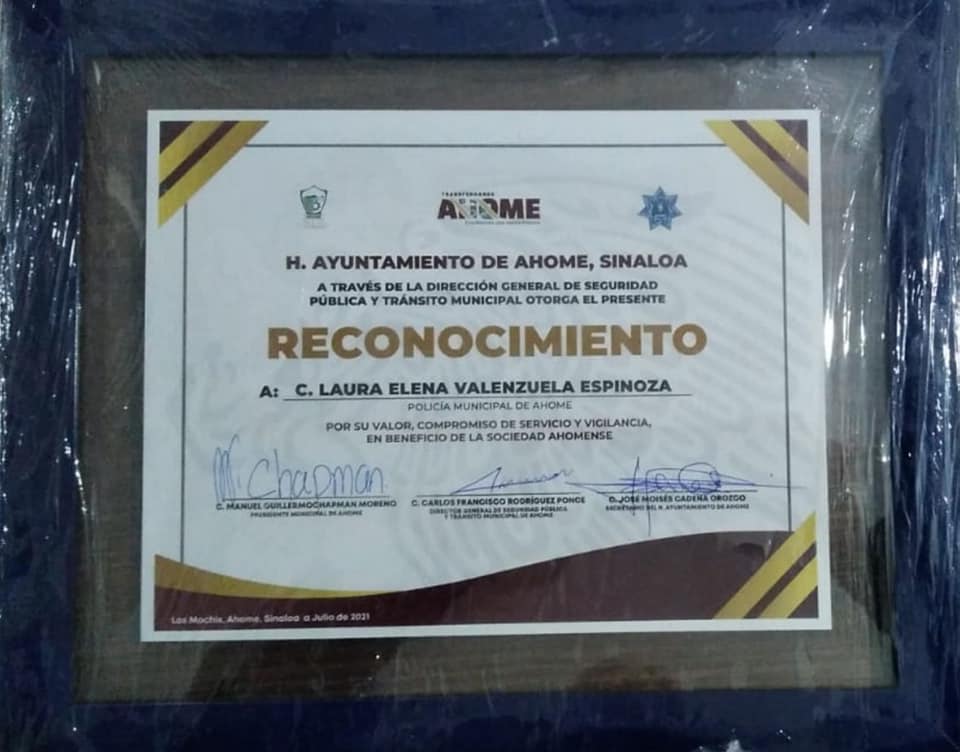 TRANSFORMANDO
AHOME
H. AYUNTAMIENTO DE AHOME, SINALOA
A TRAVÉS DE LA DIRECCIÓN GENERAL DE SEGURIDAD
PÚBLICA Y TRÁNSITO MUNICIPAL OTORGA EL PRESENTE
RECONOCIMIENTO
A: C. LAURA ELENA VALENZUELA ESPINOZA
POLICÍA MUNICIPAL DE AHOME
POR SU VALOR, COMPROMISO DE SERVICIO Y VIGILANCIA,
EN BENEFICIO DE LA SOCIEDAD AHOMENSE
M. Chapman
C. MANUEL GUILLERMOCHAPMAN MORENO
PRESIDENTE MUNICIPAL DE AHOME
C. CARLOS FRANCISCO RODRÍGUEZ PONCE
DIRECTOR GENERAL DE SEGURIDAD PÚBLICA
Y TRÁNSITO MUNICIPAL DE AHOME
C. JOSÉ MOISÉS CADENA OROZCO
SECRETARIO DEL H. AYUNTAMIENTO DE AHOME
Los Mochis, Ahome, Sinaloa a Julio de 2021